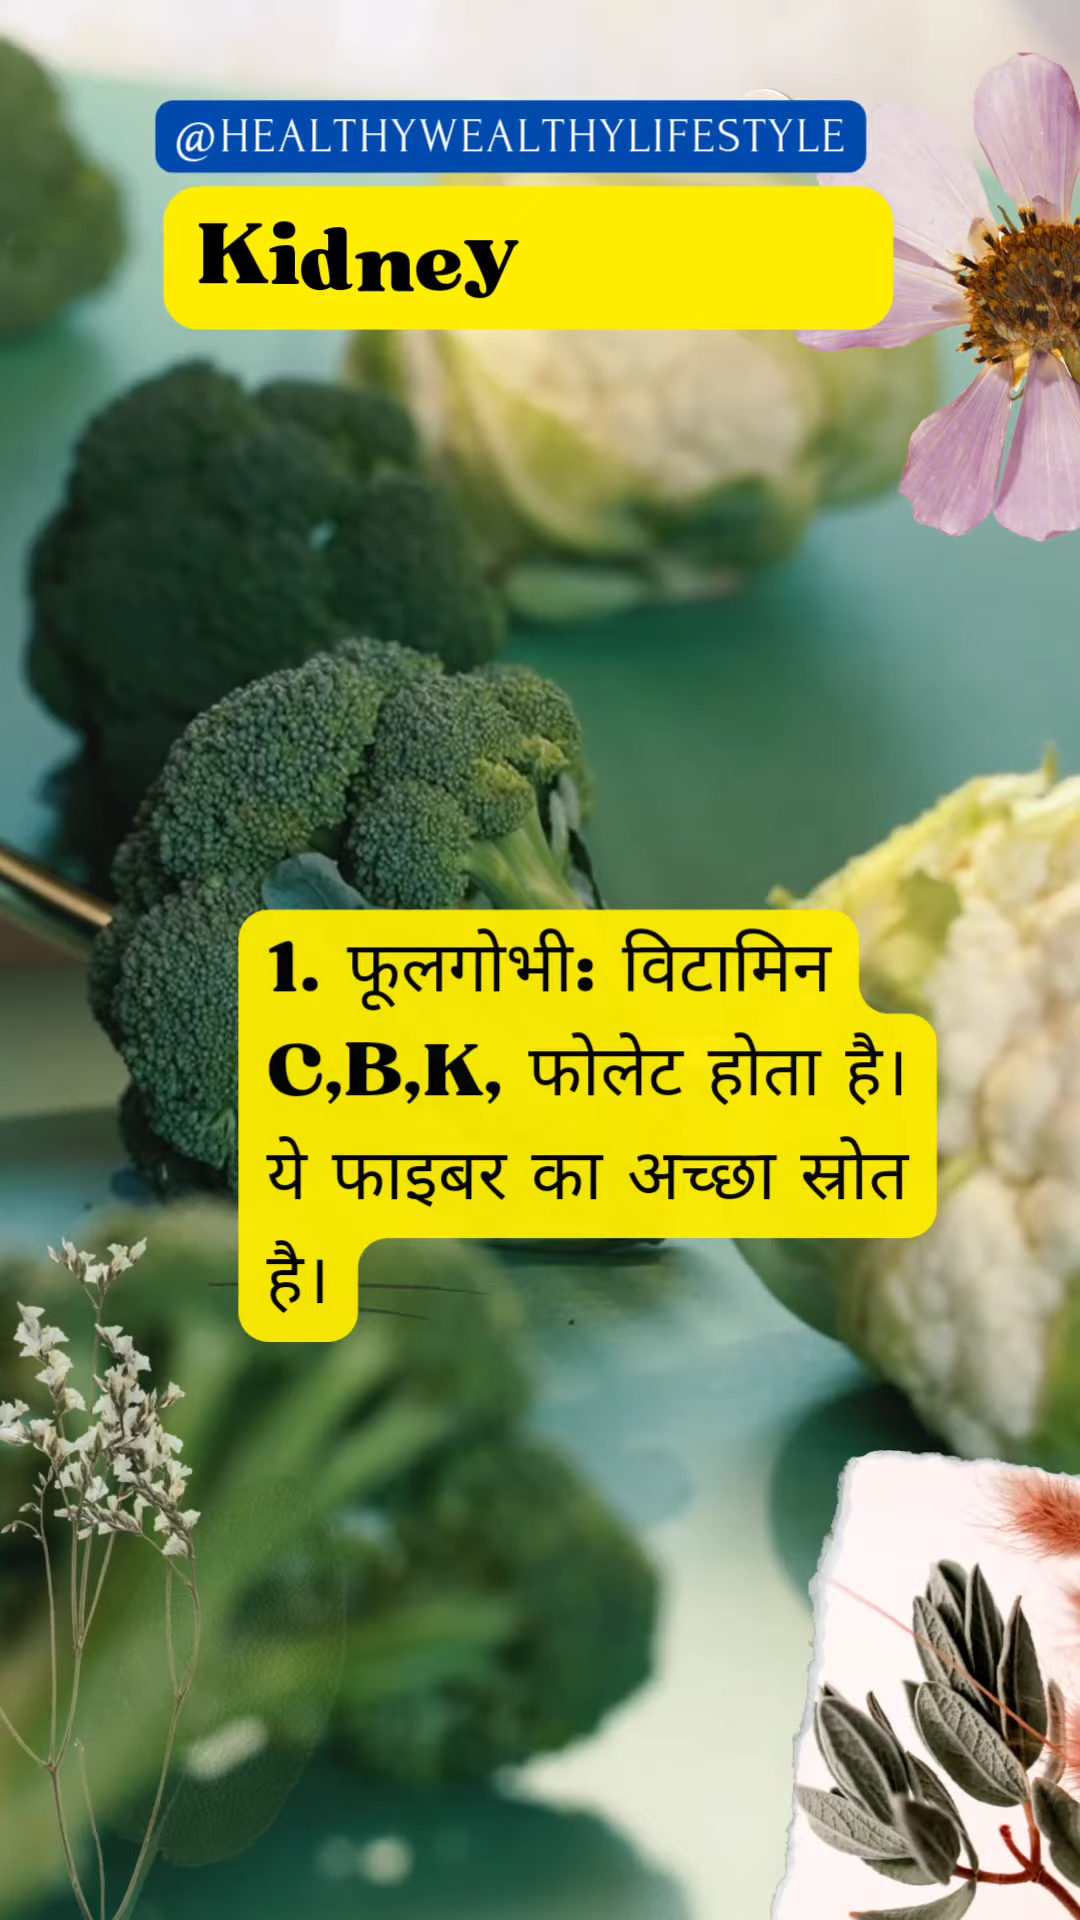 @HEALTHYWEALTHYLIFESTYLE
Kidney
1. फूलगोभी: विटामिन
C,B,K, फोलेट होता है।
ये फाइबर का अच्छा स्रोत
है।